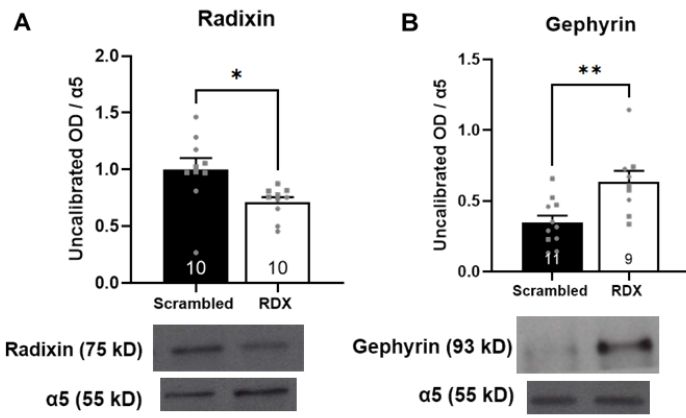 A
Radixin
Uncalibrated OD / α5
2.0
1.5
1.0
0.5
0.0
*
10
10
Scrambled
RDX
Radixin (75 kD)
α5 (55 kD)
B
Gephyrin
Uncalibrated OD / α5
1.5
1.0
0.5
0.0
**
11
9
Scrambled
RDX
Gephyrin (93 kD)
α5 (55 kD)